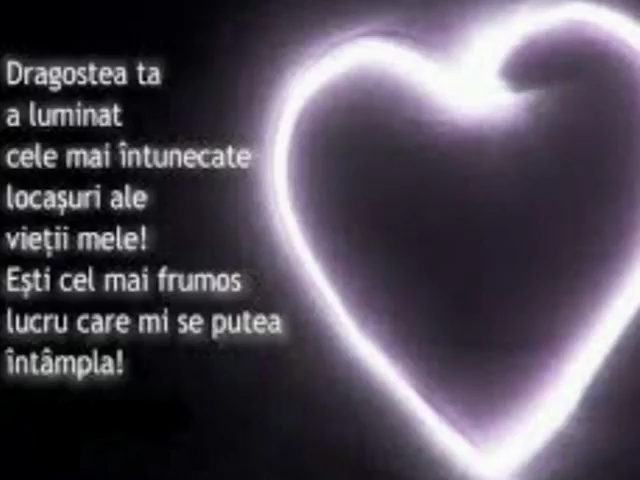 Dragostea ta
a luminat
cele mai întunecate
locașuri ale
vieții mele!
Ești cel mai frumos
lucru care mi se putea
întâmpla!